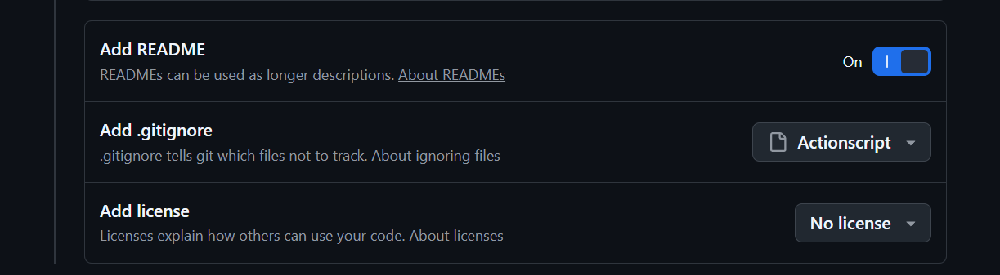 Add README
On
READMEs can be used as longer descriptions. About READMEs
Add .gitignore
Actionscript
.gitignore tells git which files not to track. About ignoring files
Add license
No license
Licenses explain how others can use your code. About licenses